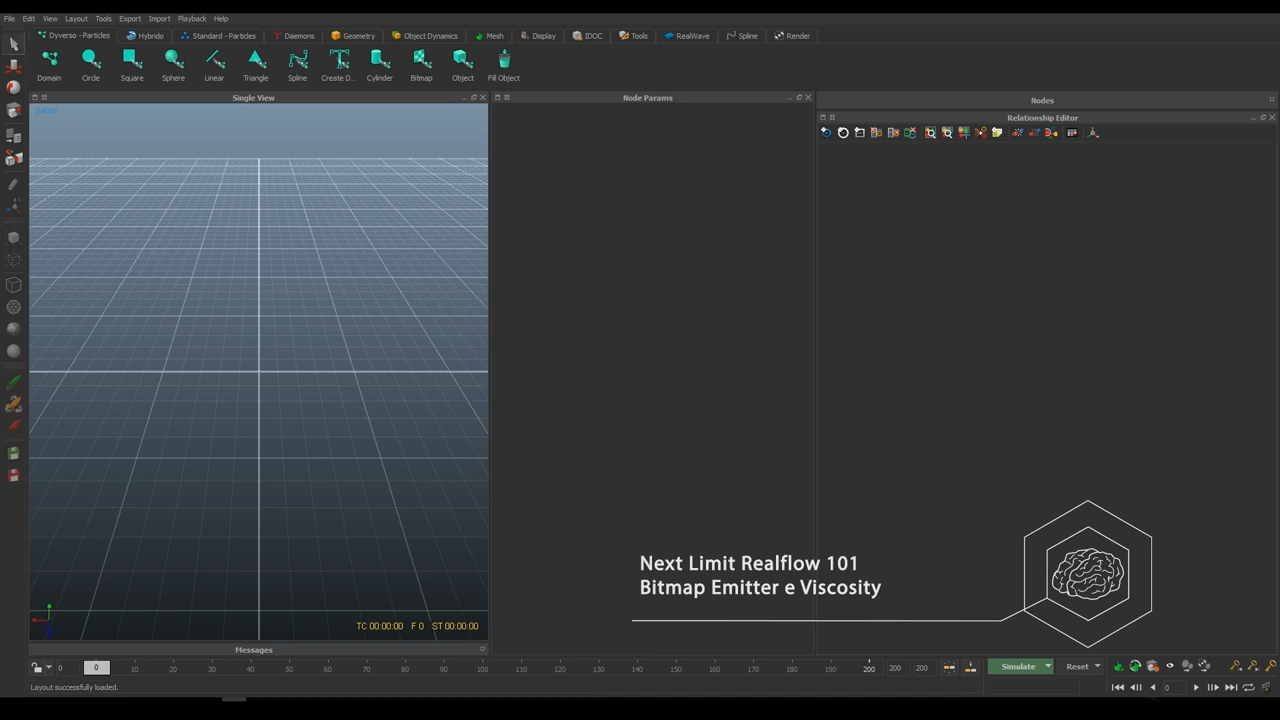 File Edit View Layout Tools Export Import Playback Help
Dyverso - Particles Hybrido Standard - Particles Daemons Geometry Object Dynamics Mesh Display IDOC Tools RealWave Spline Render
Domain Circle Square Sphere Linear Triangle Spline Create D... Cylinder Bitmap Object Fill Object
Single View Node Params Nodes
Relationship Editor
persp
Next Limit Realflow 101
Bitmap Emitter e Viscosity
TC 00:00:00 F 0 ST 00:00:00
Messages
0 0 10 20 30 40 50 60 70 80 90 100 110 120 130 140 150 160 170 180 190 200 200 200 Simulate Reset
Layout successfully loaded. 0